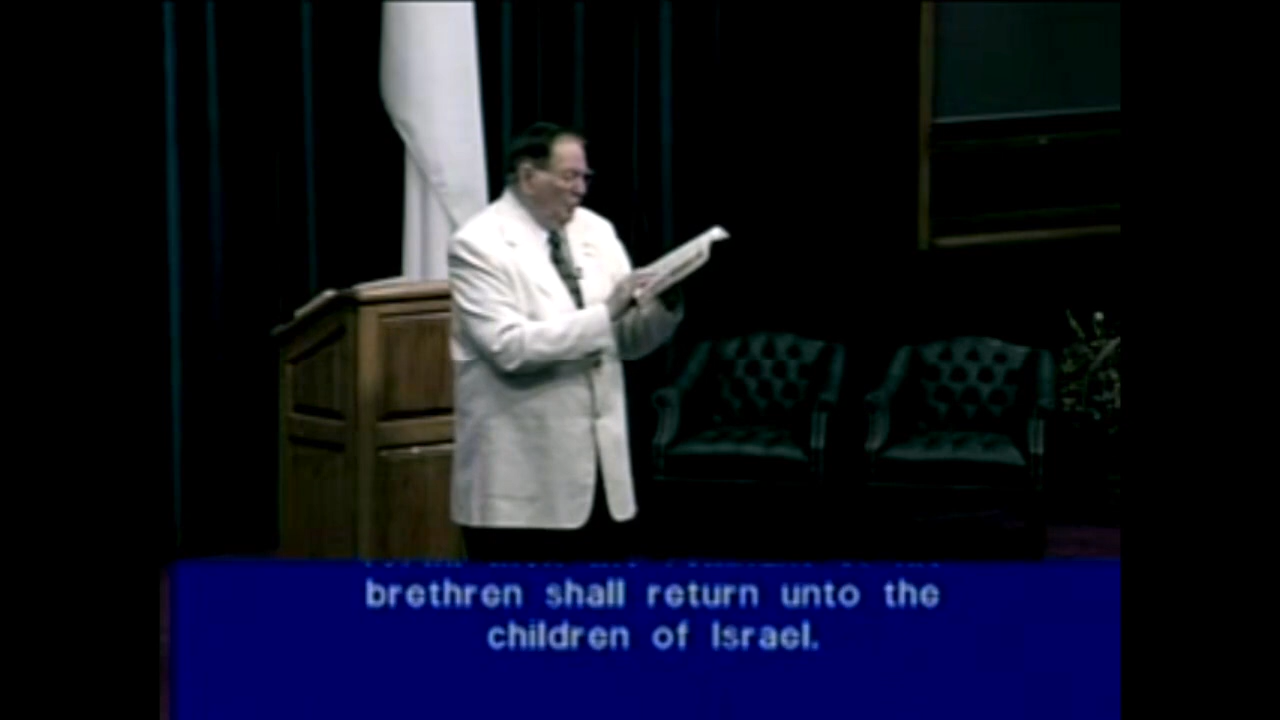 brethren shall return unto the
children of Israel.